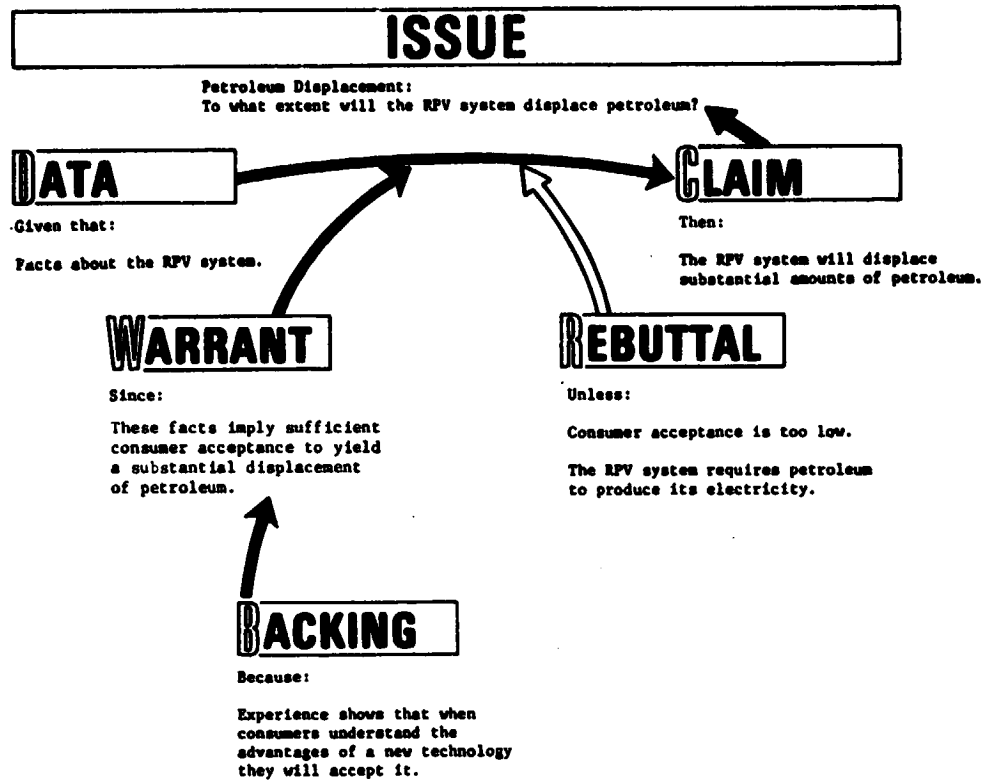 ISSUE
Petroleum Displacement:
To what extent will the RPV system displace petroleum?
DATA
Given that:
Facts about the RPV system.
CLAIM
Then:
The RPV system will displace
substantial amounts of petroleum.
WARRANT
Since:
These facts imply sufficient
consumer acceptance to yield
a substantial displacement
of petroleum.
REBUTTAL
Unless:
Consumer acceptance is too low.
The RPV system requires petroleum
to produce its electricity.
BACKING
Because:
Experience shows that when
consumers understand the
advantages of a new technology
they will accept it.